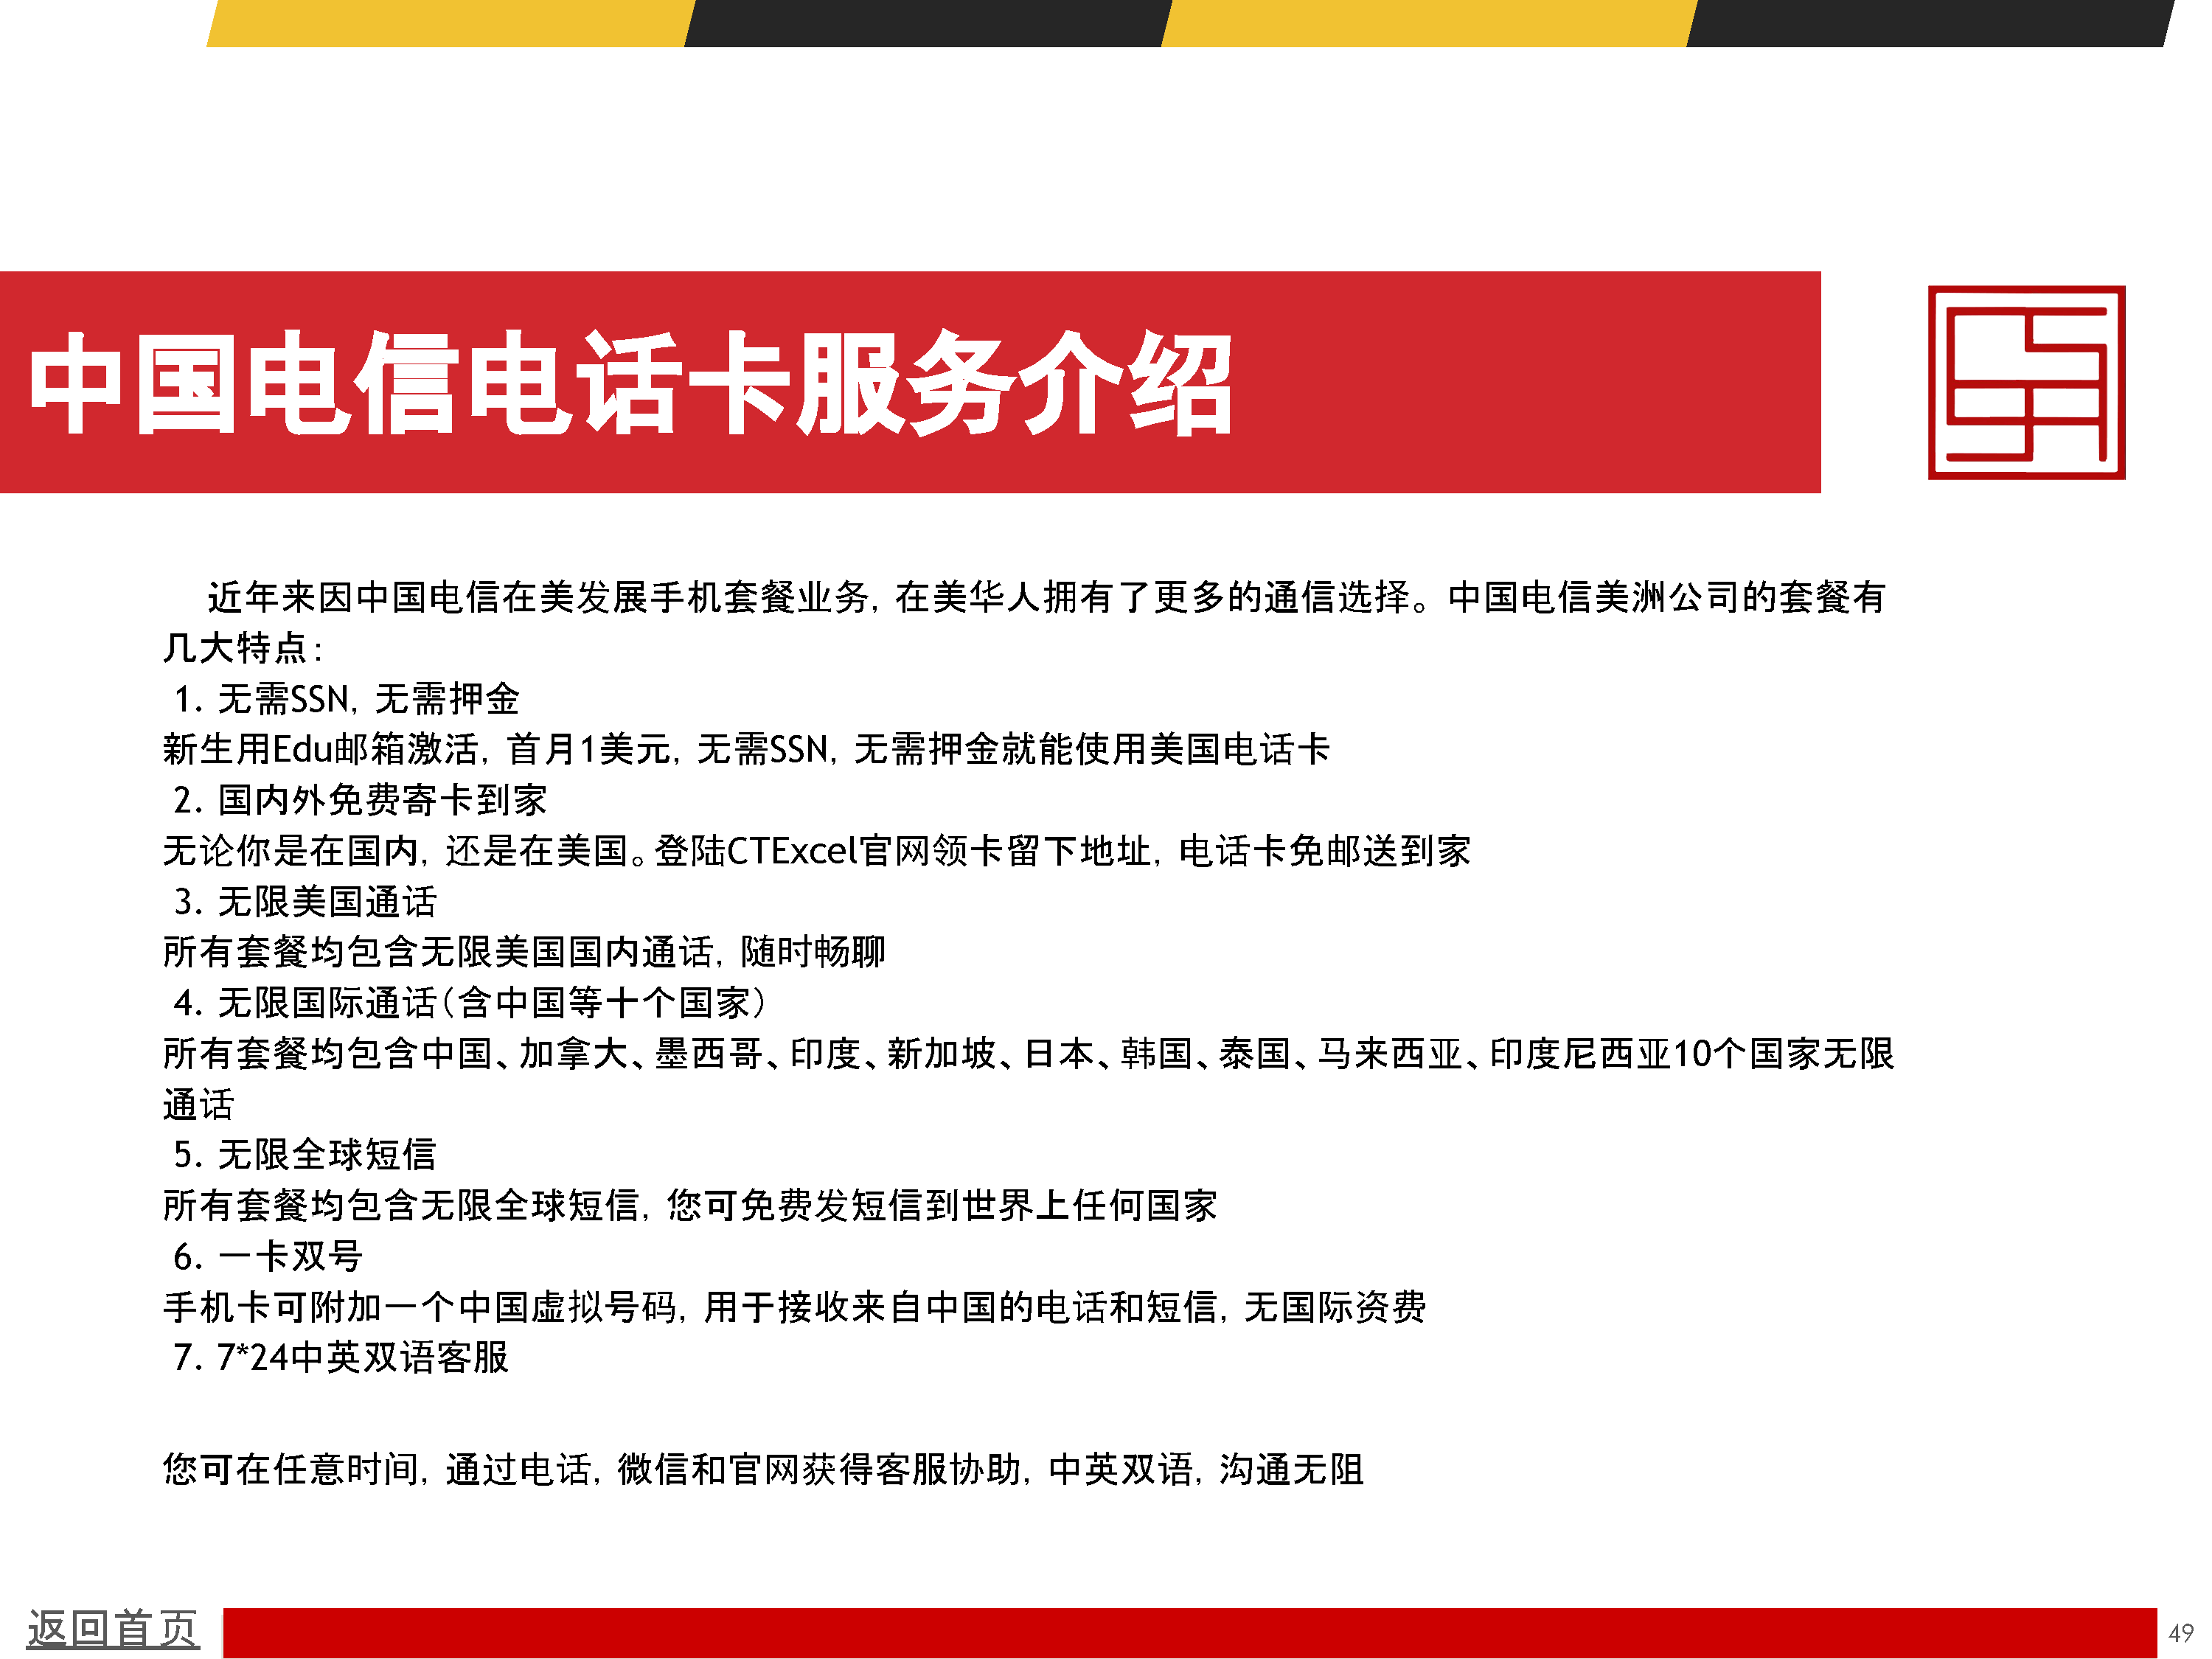 中国电信电话卡服务介绍
近年来因中国电信在美发展手机套餐业务，在美华人拥有了更多的通信选择。中国电信美洲公司的套餐有
几大特点：
1. 无需SSN，无需押金
新生用Edu邮箱激活，首月1美元，无需SSN，无需押金就能使用美国电话卡
2. 国内外免费寄卡到家
无论你是在国内，还是在美国。登陆CTExcel官网领卡留下地址，电话卡免邮送到家
3. 无限美国通话
所有套餐均包含无限美国国内通话，随时畅聊
4. 无限国际通话（含中国等十个国家）
所有套餐均包含中国、加拿大、墨西哥、印度、新加坡、日本、韩国、泰国、马来西亚、印度尼西亚10个国家无限
通话
5. 无限全球短信
所有套餐均包含无限全球短信，您可免费发短信到世界上任何国家
6. 一卡双号
手机卡可附加一个中国虚拟号码，用于接收来自中国的电话和短信，无国际资费
7. 7*24中英双语客服
您可在任意时间，通过电话，微信和官网获得客服协助，中英双语，沟通无阻
返回首页
49